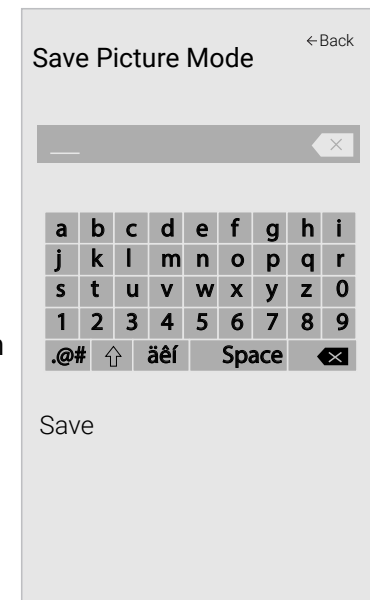 ←Back
Save Picture Mode
a b c d e f g h i
j k l m n o p q r
s t u v w x y z 0
1 2 3 4 5 6 7 8 9
.@# äêí Space
Save